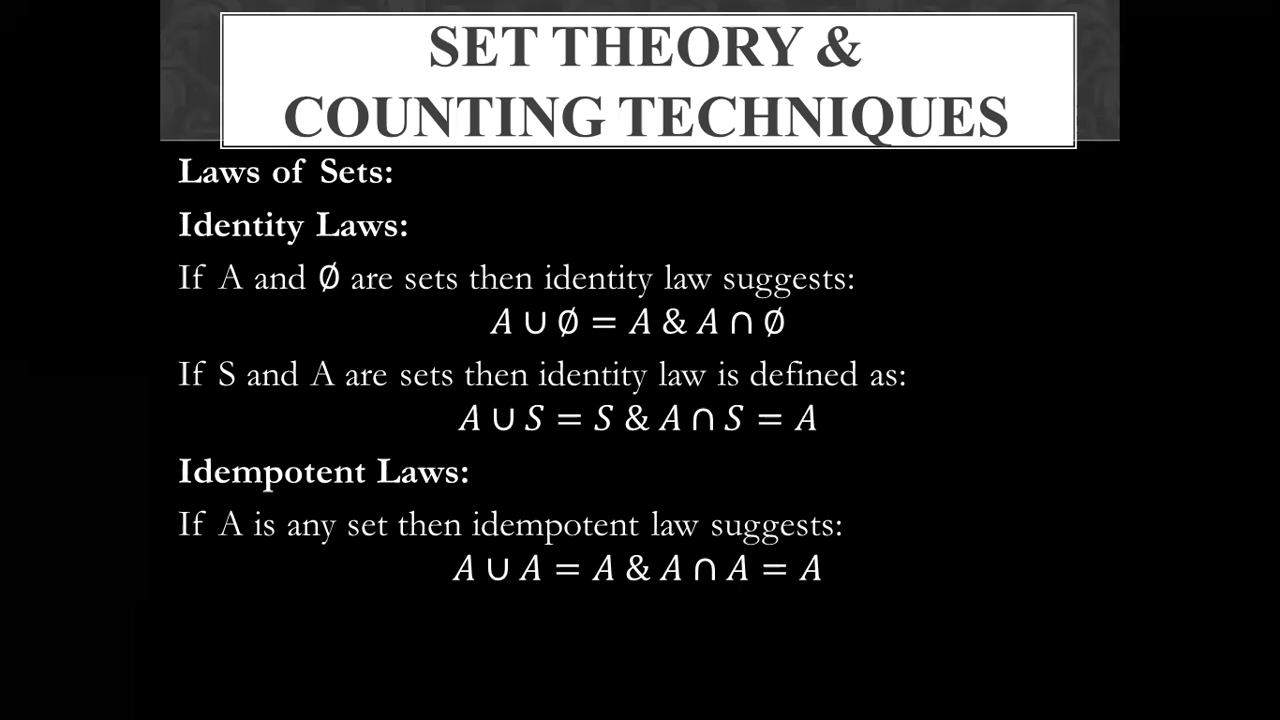 SET THEORY &
COUNTING TECHNIQUES
Laws of Sets:
Identity Laws:
If A and ∅ are sets then identity law suggests:
A ∪ ∅ = A & A ∩ ∅
If S and A are sets then identity law is defined as:
A ∪ S = S & A ∩ S = A
Idempotent Laws:
If A is any set then idempotent law suggests:
A ∪ A = A & A ∩ A = A